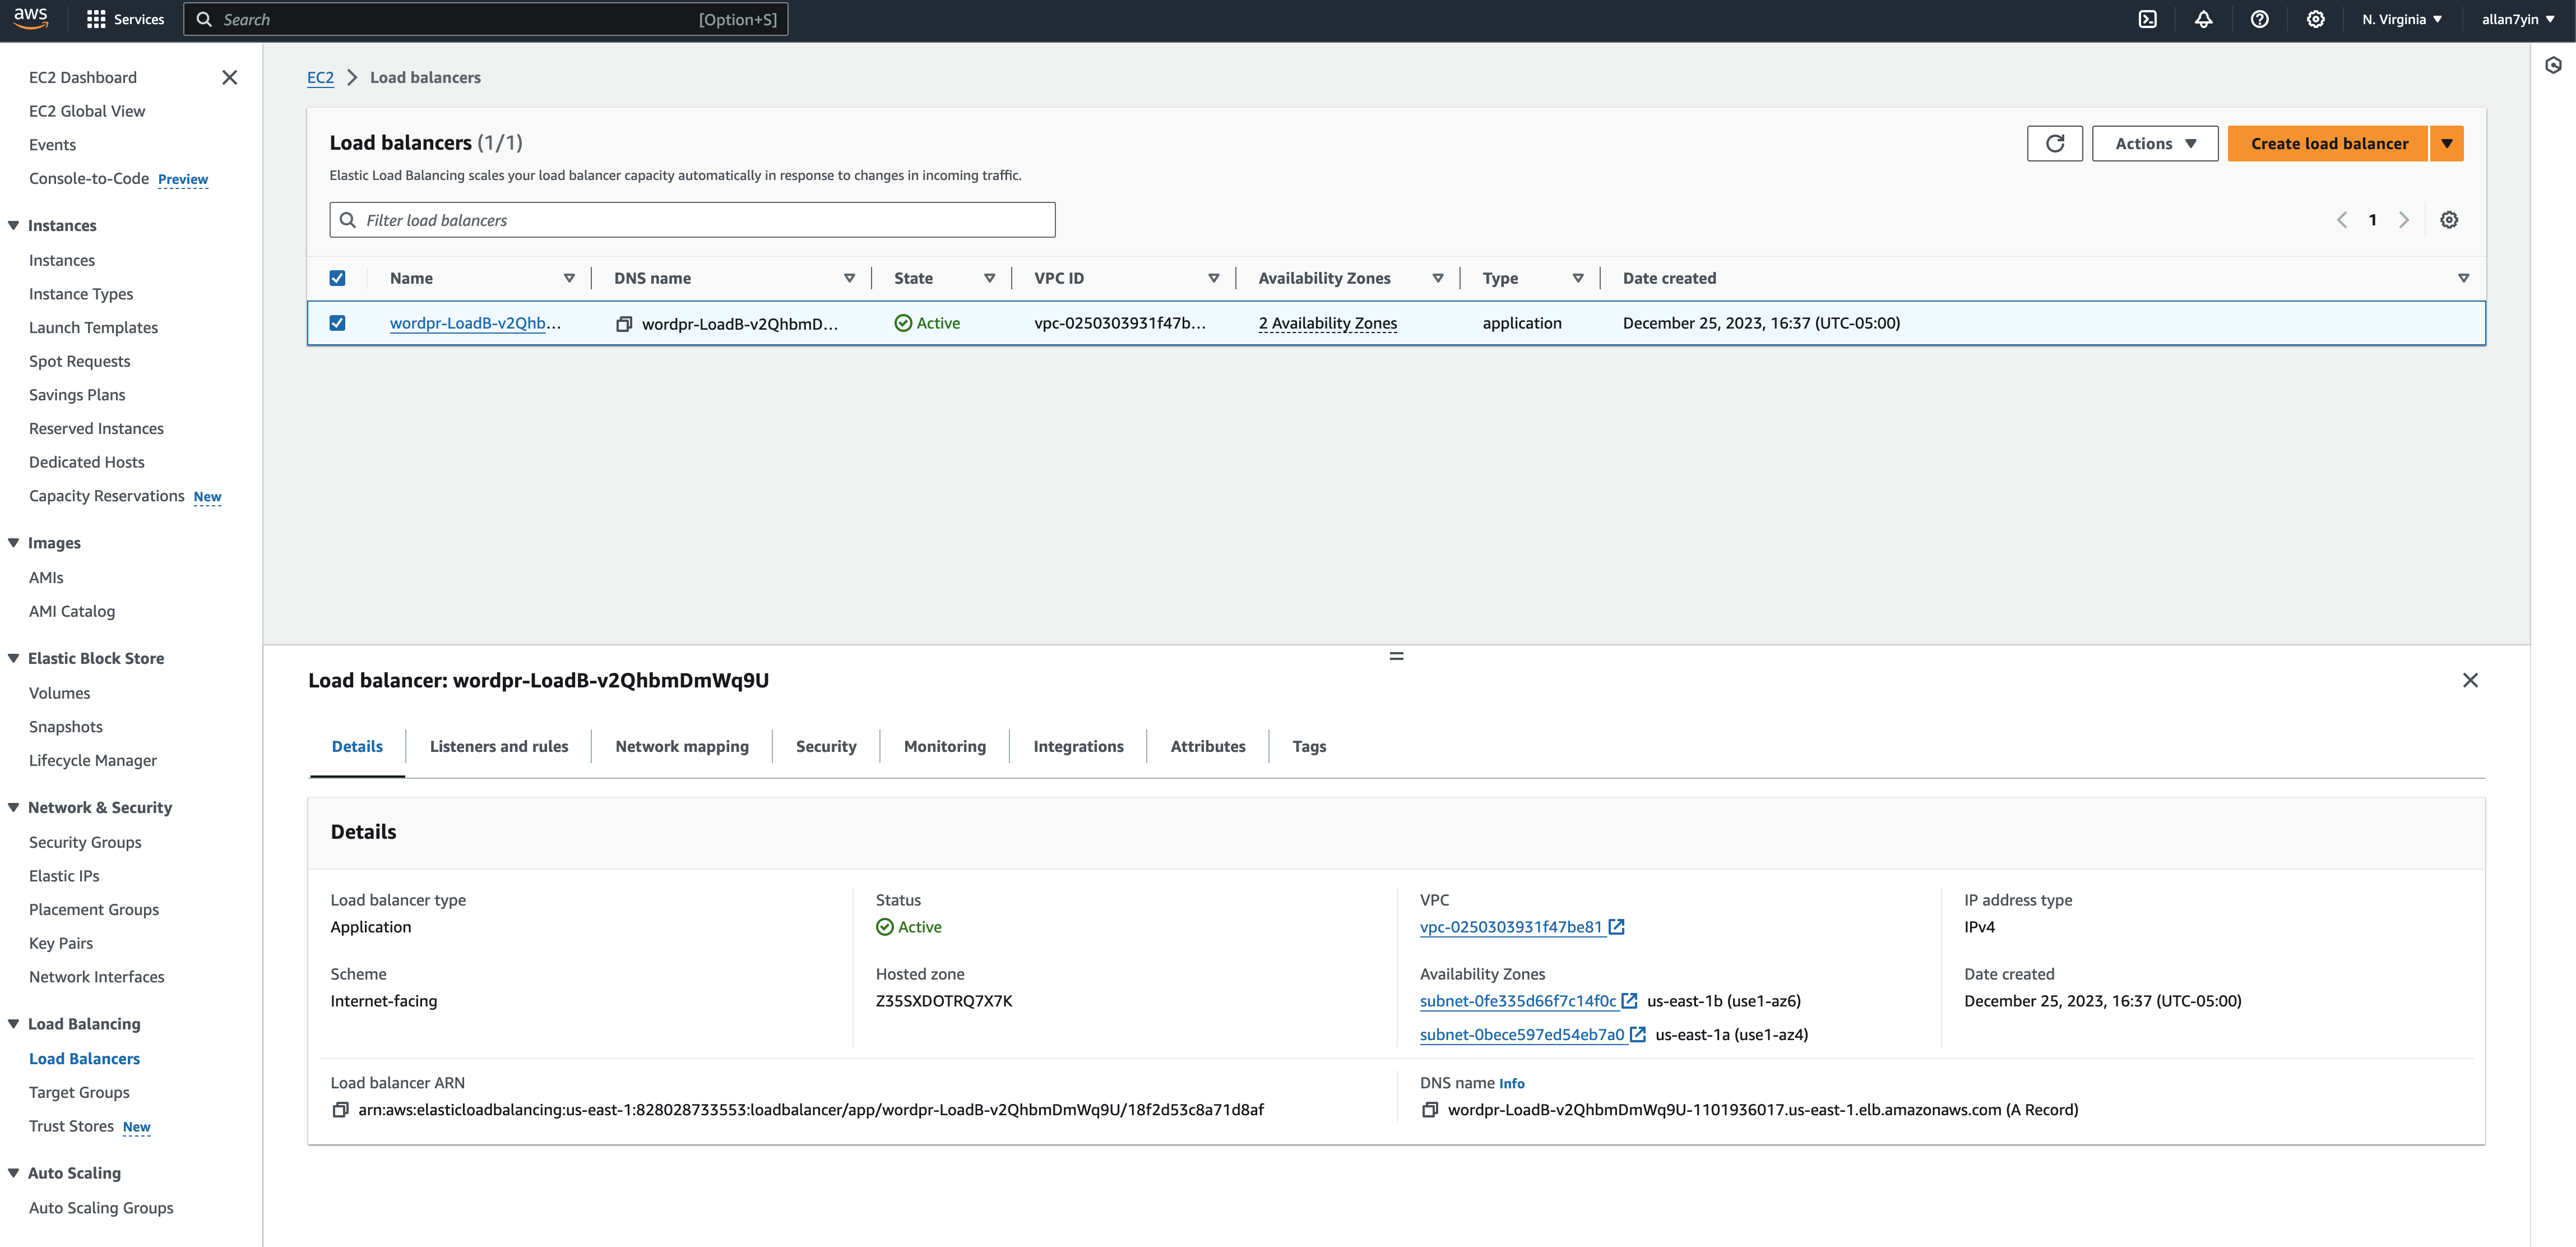 aws
Services
Search
[Option+S]
N. Virginia
allan7yin
EC2 Dashboard
EC2 Global View
Events
Console-to-Code Preview
Instances
Instances
Instance Types
Launch Templates
Spot Requests
Savings Plans
Reserved Instances
Dedicated Hosts
Capacity Reservations New
Images
AMIs
AMI Catalog
Elastic Block Store
Volumes
Snapshots
Lifecycle Manager
Network & Security
Security Groups
Elastic IPs
Placement Groups
Key Pairs
Network Interfaces
Load Balancing
Load Balancers
Target Groups
Trust Stores New
Auto Scaling
Auto Scaling Groups
EC2 > Load balancers
Load balancers (1/1)
Actions
Create load balancer
Elastic Load Balancing scales your load balancer capacity automatically in response to changes in incoming traffic.
Filter load balancers
1
Name DNS name State VPC ID Availability Zones Type Date created
wordpr-LoadB-v2Qhb... wordpr-LoadB-v2QhbmD... Active vpc-0250303931f47b... 2 Availability Zones application December 25, 2023, 16:37 (UTC-05:00)
Load balancer: wordpr-LoadB-v2QhbmDmWq9U
Details Listeners and rules Network mapping Security Monitoring Integrations Attributes Tags
Details
Load balancer type
Application
Status
Active
VPC
vpc-0250303931f47be81
IP address type
IPv4
Scheme
Internet-facing
Hosted zone
Z35SXDOTRQ7X7K
Availability Zones
subnet-0fe335d66f7c14f0c us-east-1b (use1-az6)
subnet-0bece597ed54eb7a0 us-east-1a (use1-az4)
Date created
December 25, 2023, 16:37 (UTC-05:00)
Load balancer ARN
arn:aws:elasticloadbalancing:us-east-1:828028733553:loadbalancer/app/wordpr-LoadB-v2QhbmDmWq9U/18f2d53c8a71d8af
DNS name Info
wordpr-LoadB-v2QhbmDmWq9U-1101936017.us-east-1.elb.amazonaws.com (A Record)